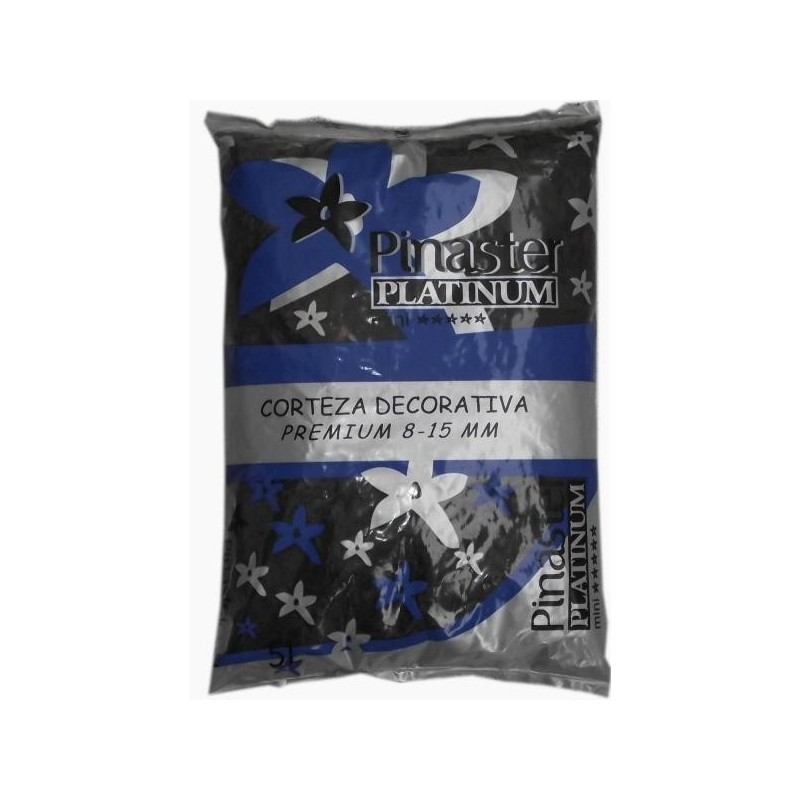 Pinaster
PLATINUM
mini ★★★★★
CORTEZA DECORATIVA
PREMIUM 8-15 MM
Pinaster
PLATINUM
mini ★★★★★
5L